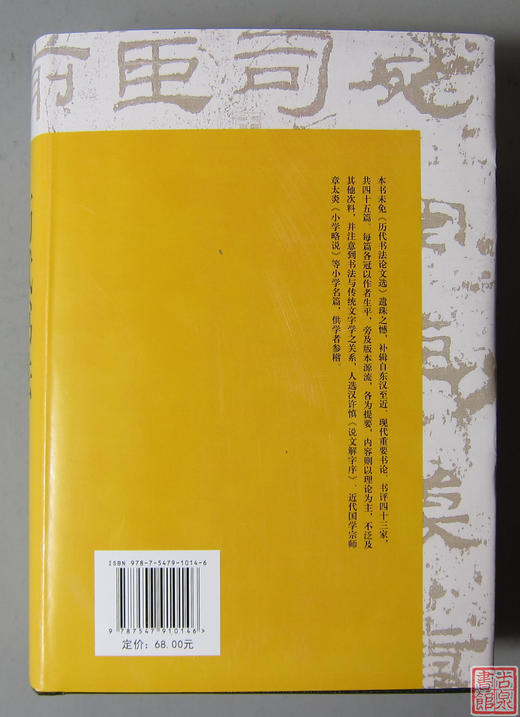 本书未免《历代书法论文选》遗珠之憾，补辑自东汉至近、现代重要书论、书评四十三家，
共四十五篇。每篇各冠以作者生平，旁及版本源流，各为提要，内容则以理论为主，不泛及
其他次料，并注意到书法与传统文字学之关系，人选汉许慎《说文解字序》、近代国学宗师
章太炎《小学略说》等小学名篇，供学者参稽。
臣司
ISBN 978-7-5479-1014-6
9 787547 910146 >
定价：68.00元
尚泉
書館